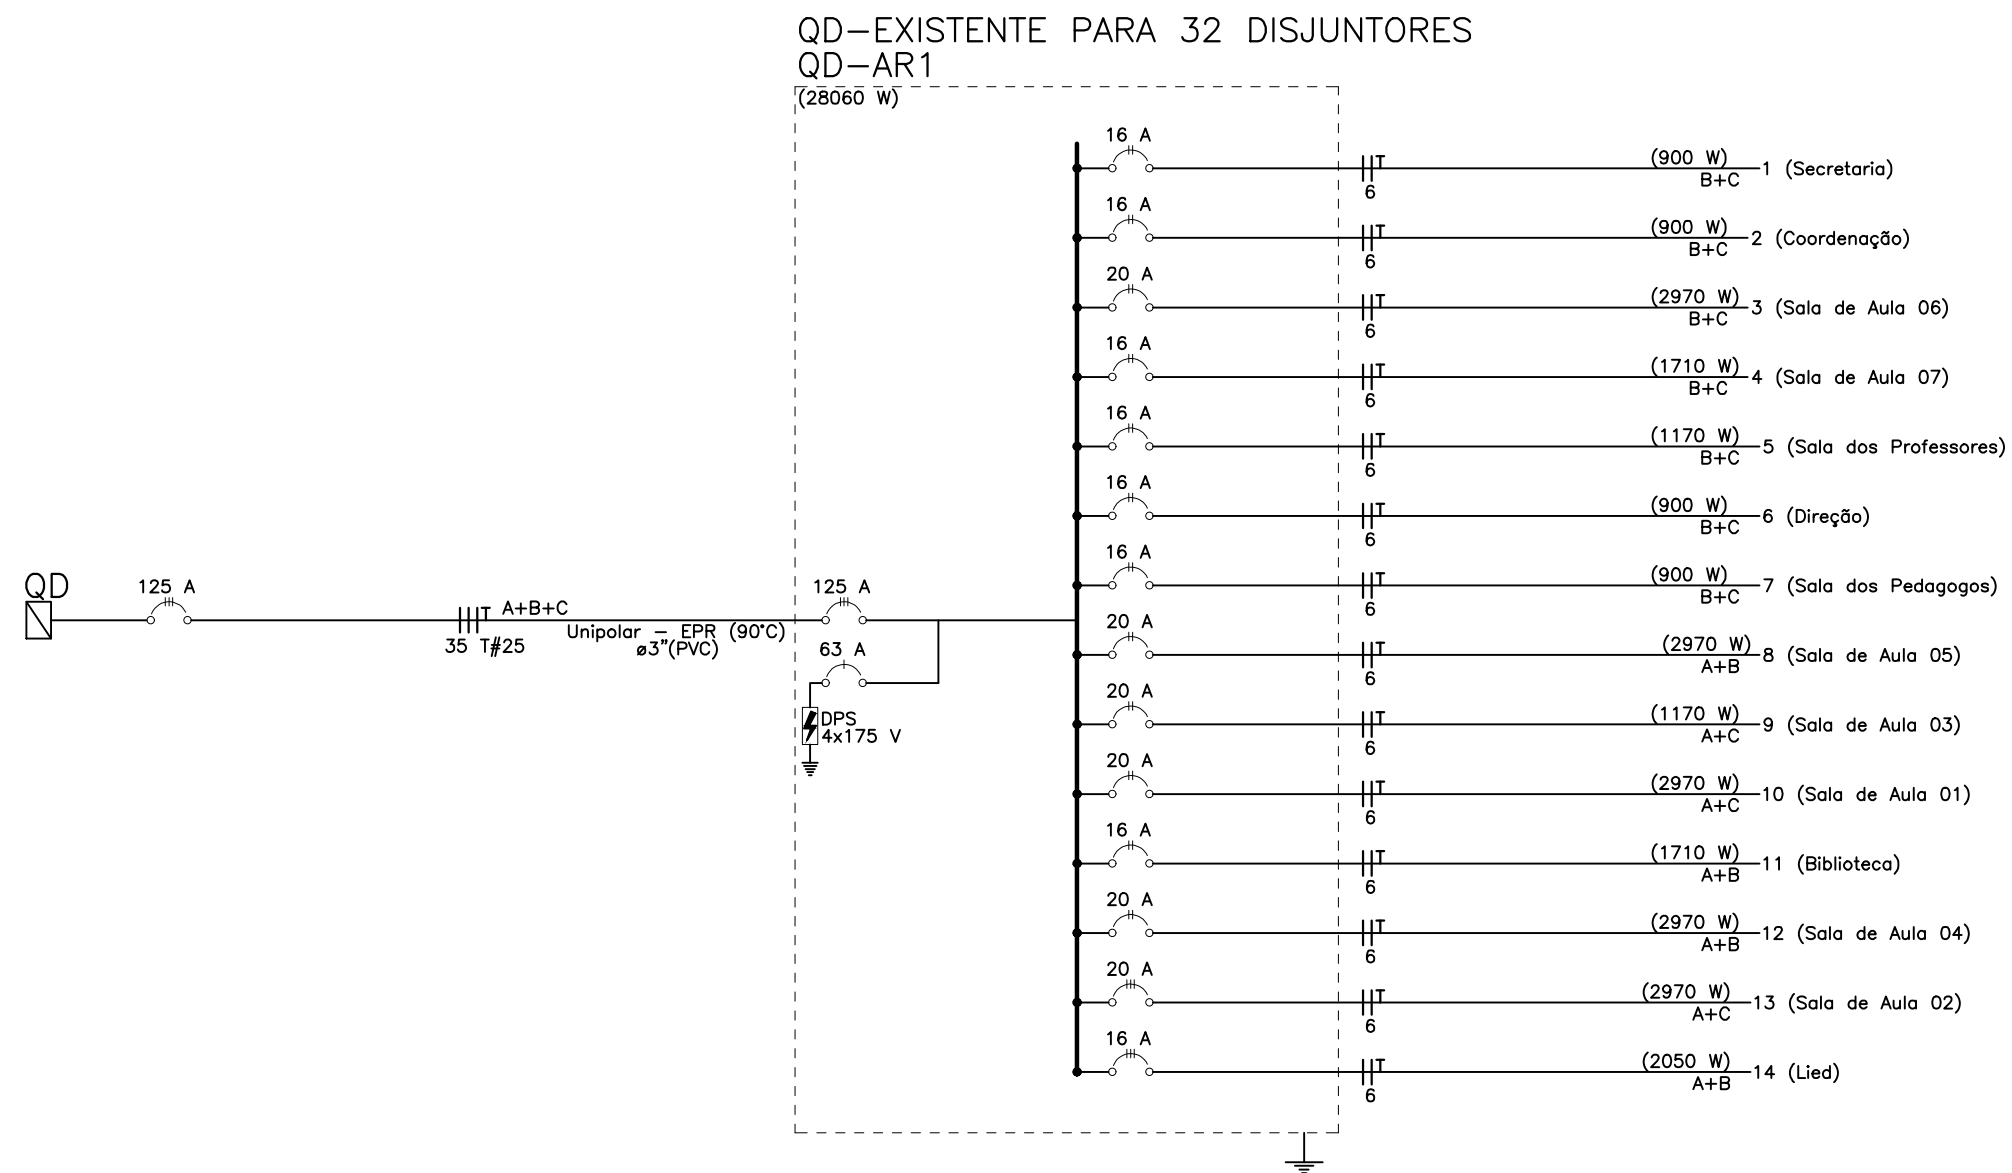 QD-EXISTENTE PARA 32 DISJUNTORES
QD-AR1
(28060 W)
16 A
(900 W)
T
1 (Secretaria)
6
B+C
16 A
(900 W)
T
2 (Coordenação)
6
B+C
20 A
(2970 W)
T
3 (Sala de Aula 06)
6
B+C
16 A
(1710 W)
T
4 (Sala de Aula 07)
6
B+C
16 A
(1170 W)
T
5 (Sala dos Professores)
6
B+C
16 A
(900 W)
T
6 (Direção)
6
B+C
16 A
(900 W)
T
7 (Sala dos Pedagogos)
6
B+C
QD
125 A
T A+B+C
35 T#25
Unipolar - EPR (90°C)
ø3"(PVC)
125 A
63 A
DPS
4x175 V
20 A
(2970 W)
T
8 (Sala de Aula 05)
6
A+B
20 A
(1170 W)
T
9 (Sala de Aula 03)
6
A+C
20 A
(2970 W)
T
10 (Sala de Aula 01)
6
A+C
16 A
(1710 W)
T
11 (Biblioteca)
6
A+B
20 A
(2970 W)
T
12 (Sala de Aula 04)
6
A+B
20 A
(2970 W)
T
13 (Sala de Aula 02)
6
A+C
16 A
(2050 W)
T
14 (Lied)
6
A+B